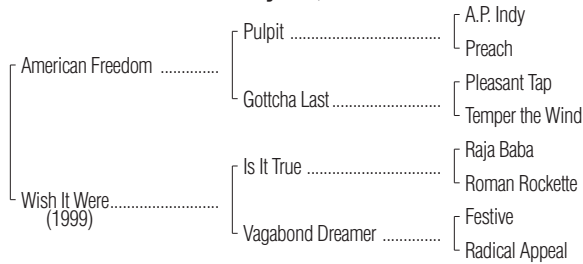 A.P. Indy
Pulpit
Preach
American Freedom
Pleasant Tap
Gottcha Last
Temper the Wind
Raja Baba
Is It True
Roman Rockette
Wish It Were
(1999)
Festive
Vagabond Dreamer
Radical Appeal